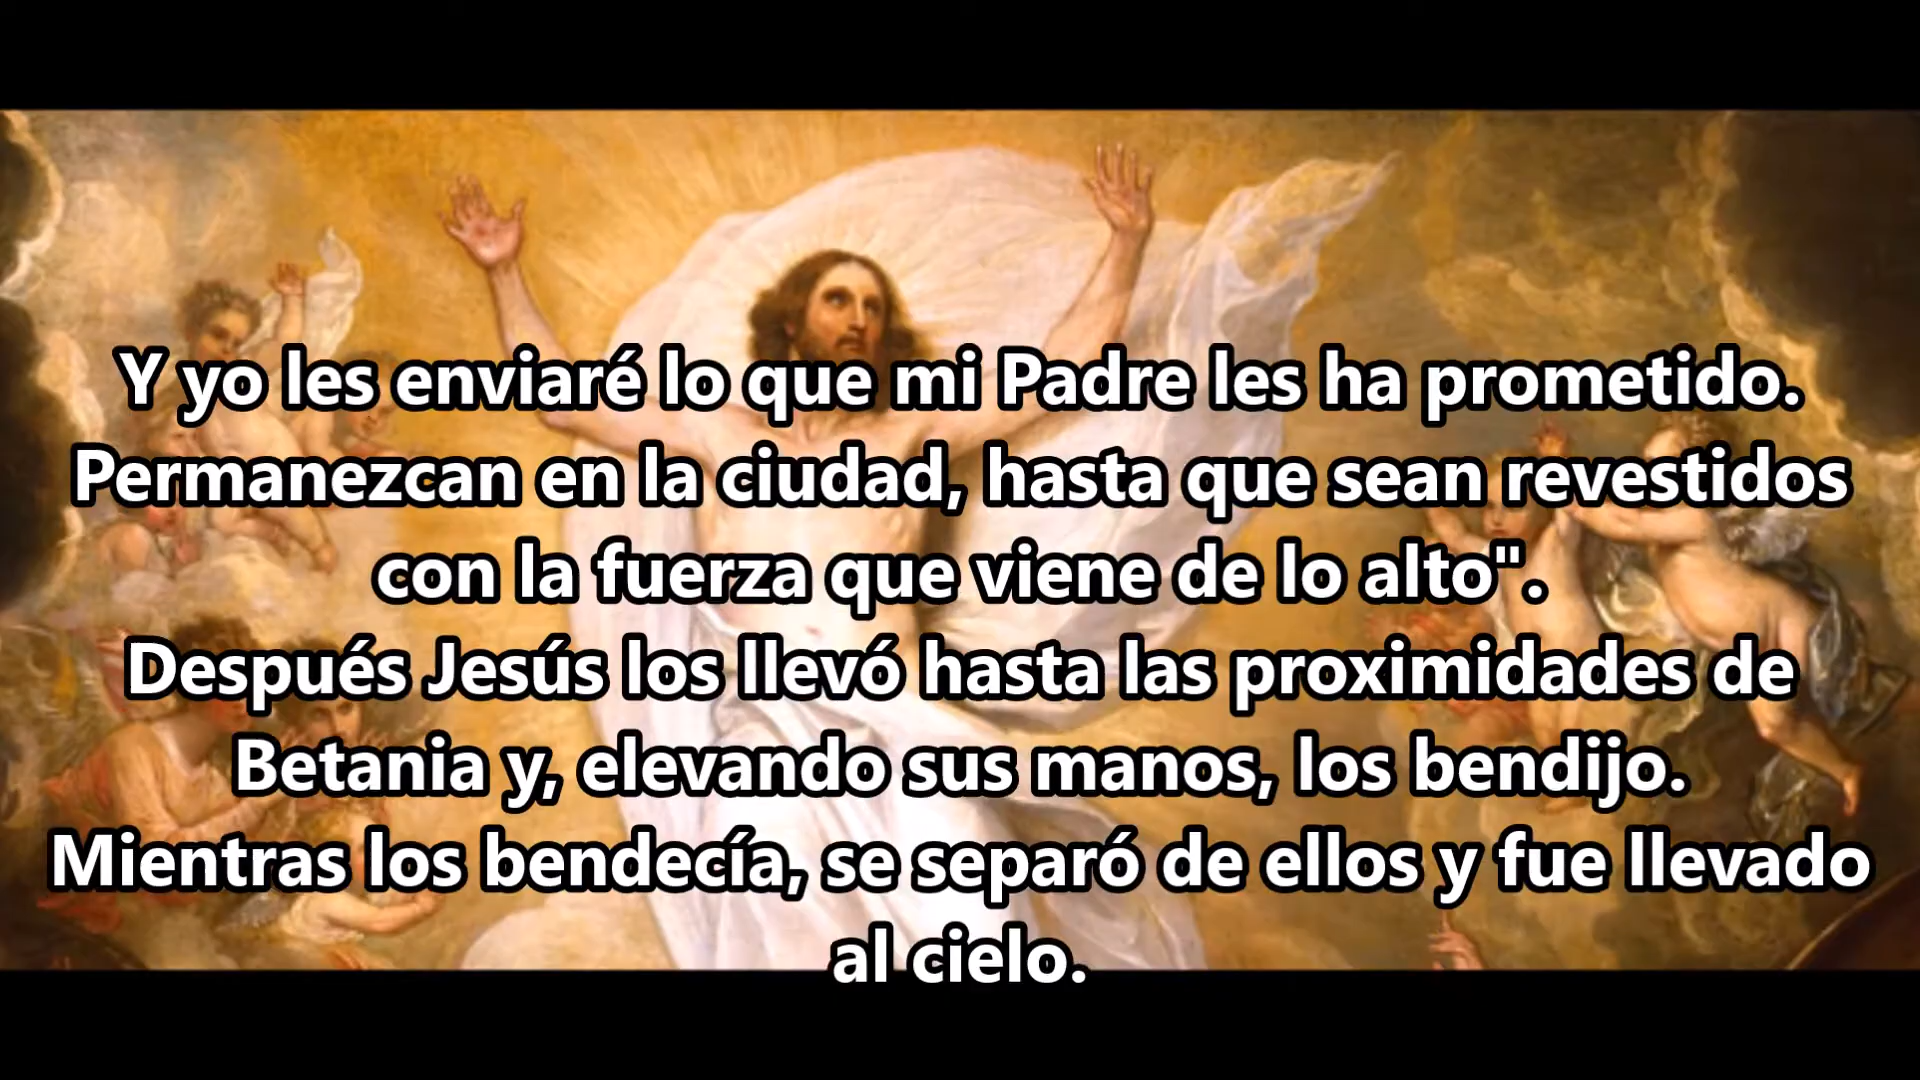 Y yo les enviaré lo que mi Padre les ha prometido.
Permanezcan en la ciudad, hasta que sean revestidos
con la fuerza que viene de lo alto".
Después Jesús los llevó hasta las proximidades de
Betania y, elevando sus manos, los bendijo.
Mientras los bendecía, se separó de ellos y fue llevado
al cielo.